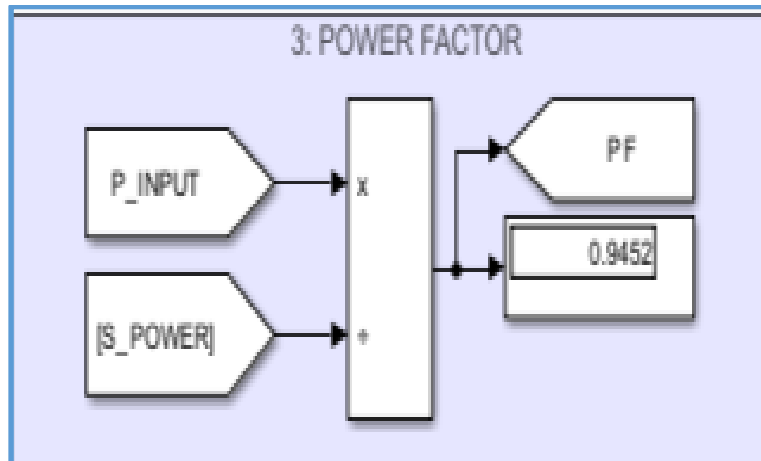 3: POWER FACTOR
P_INPUT
x
PF
0.9452
[S_POWER]
÷